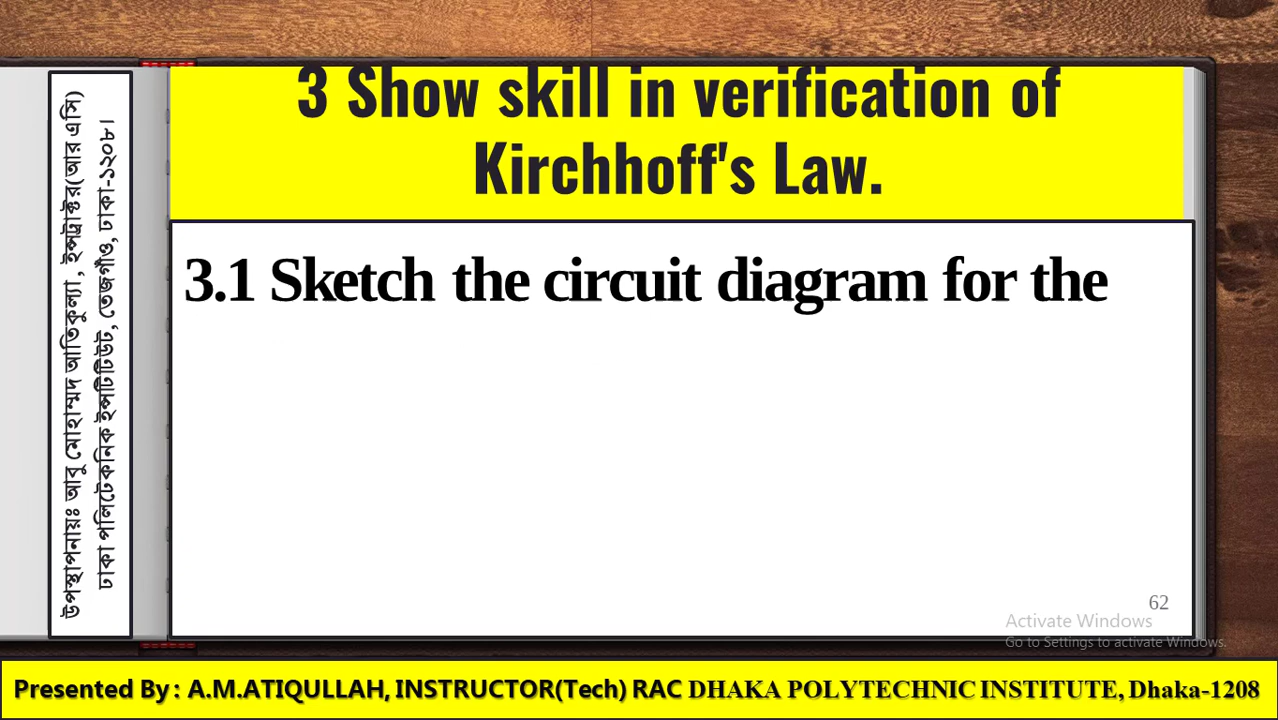 3 Show skill in verification of
Kirchhoff's Law.
3.1 Sketch the circuit diagram for the
উপস্থাপনায়ঃ আবু মোহাম্মদ আতিকুল্যা , ইন্সট্রাক্টর(আর এসি)
ঢাকা পলিটেকনিক ইন্সটিটিউট, তেজগাঁও, ঢাকা-১২০৮।
62
Activate Windows
Go to Settings to activate Windows.
Presented By : A.M.ATIQULLAH, INSTRUCTOR(Tech) RAC DHAKA POLYTECHNIC INSTITUTE, Dhaka-1208